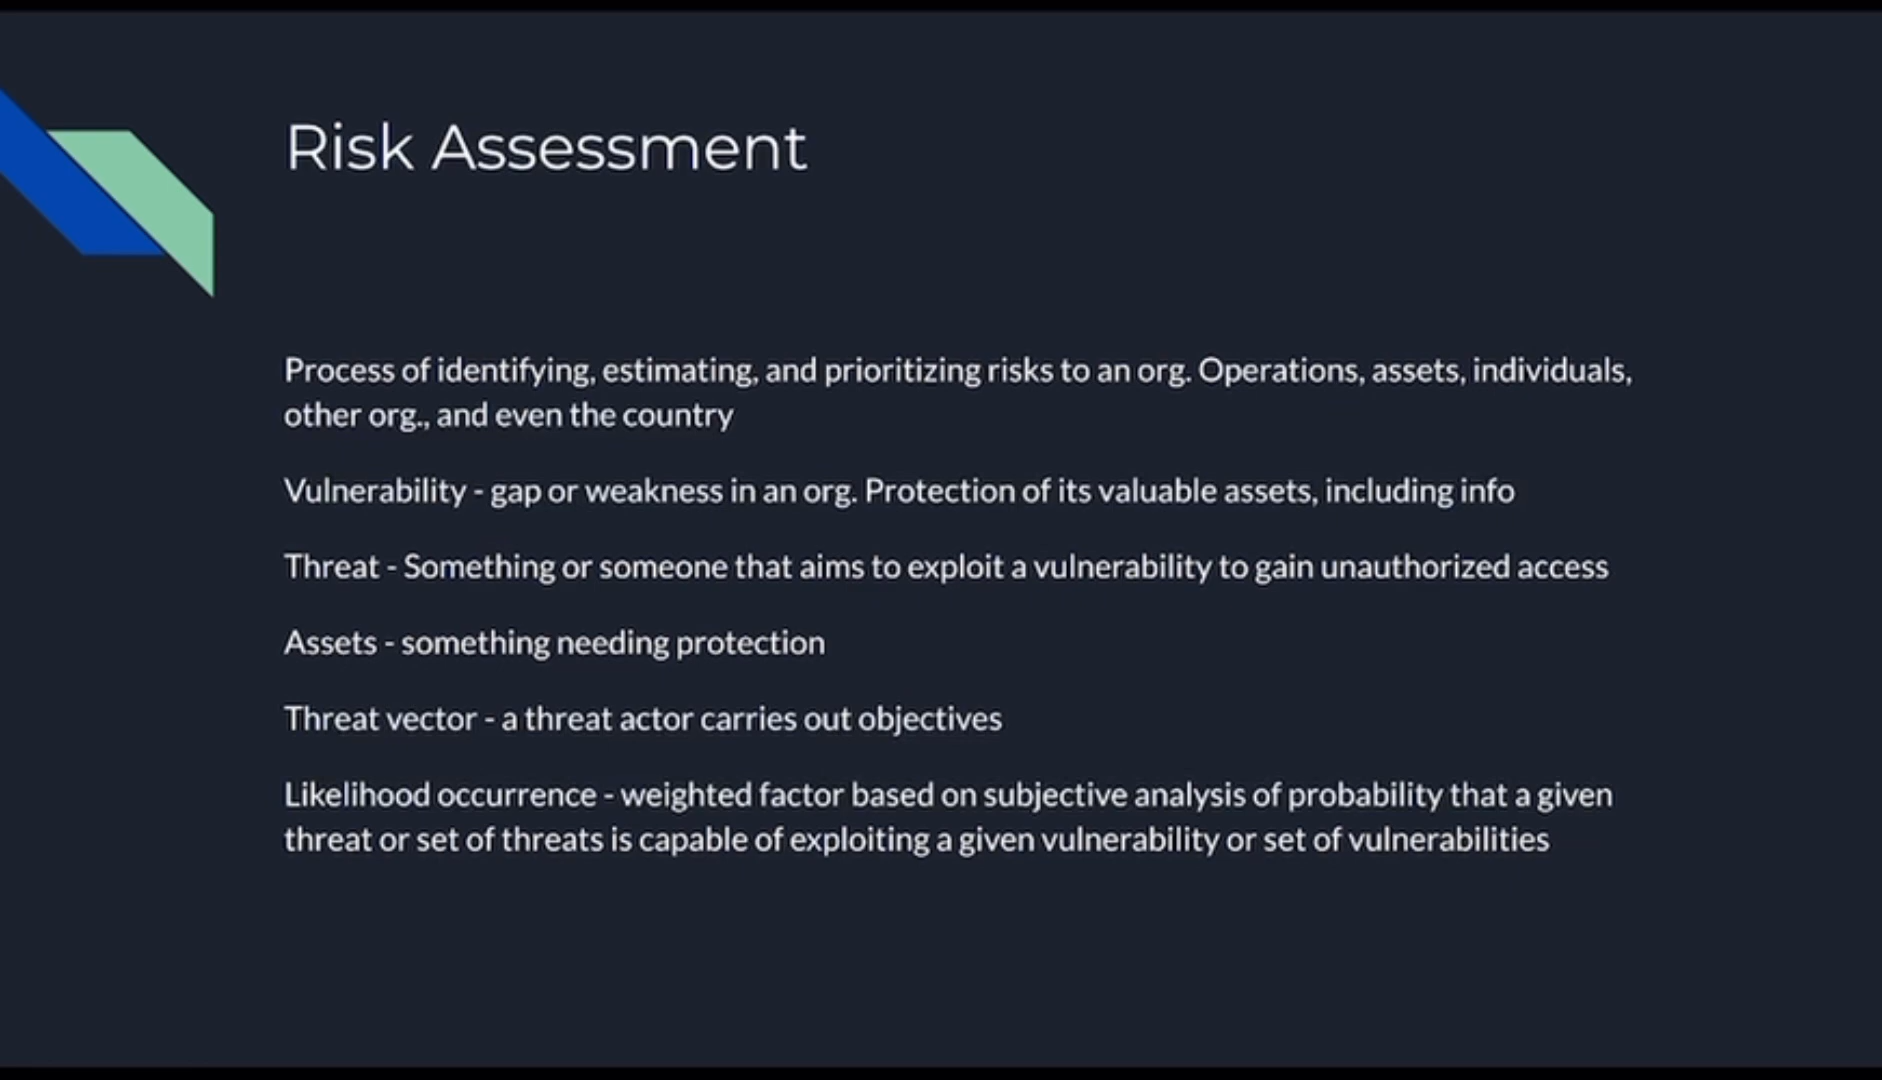 Risk Assessment
Process of identifying, estimating, and prioritizing risks to an org. Operations, assets, individuals,
other org., and even the country
Vulnerability - gap or weakness in an org. Protection of its valuable assets, including info
Threat - Something or someone that aims to exploit a vulnerability to gain unauthorized access
Assets - something needing protection
Threat vector - a threat actor carries out objectives
Likelihood occurrence - weighted factor based on subjective analysis of probability that a given
threat or set of threats is capable of exploiting a given vulnerability or set of vulnerabilities